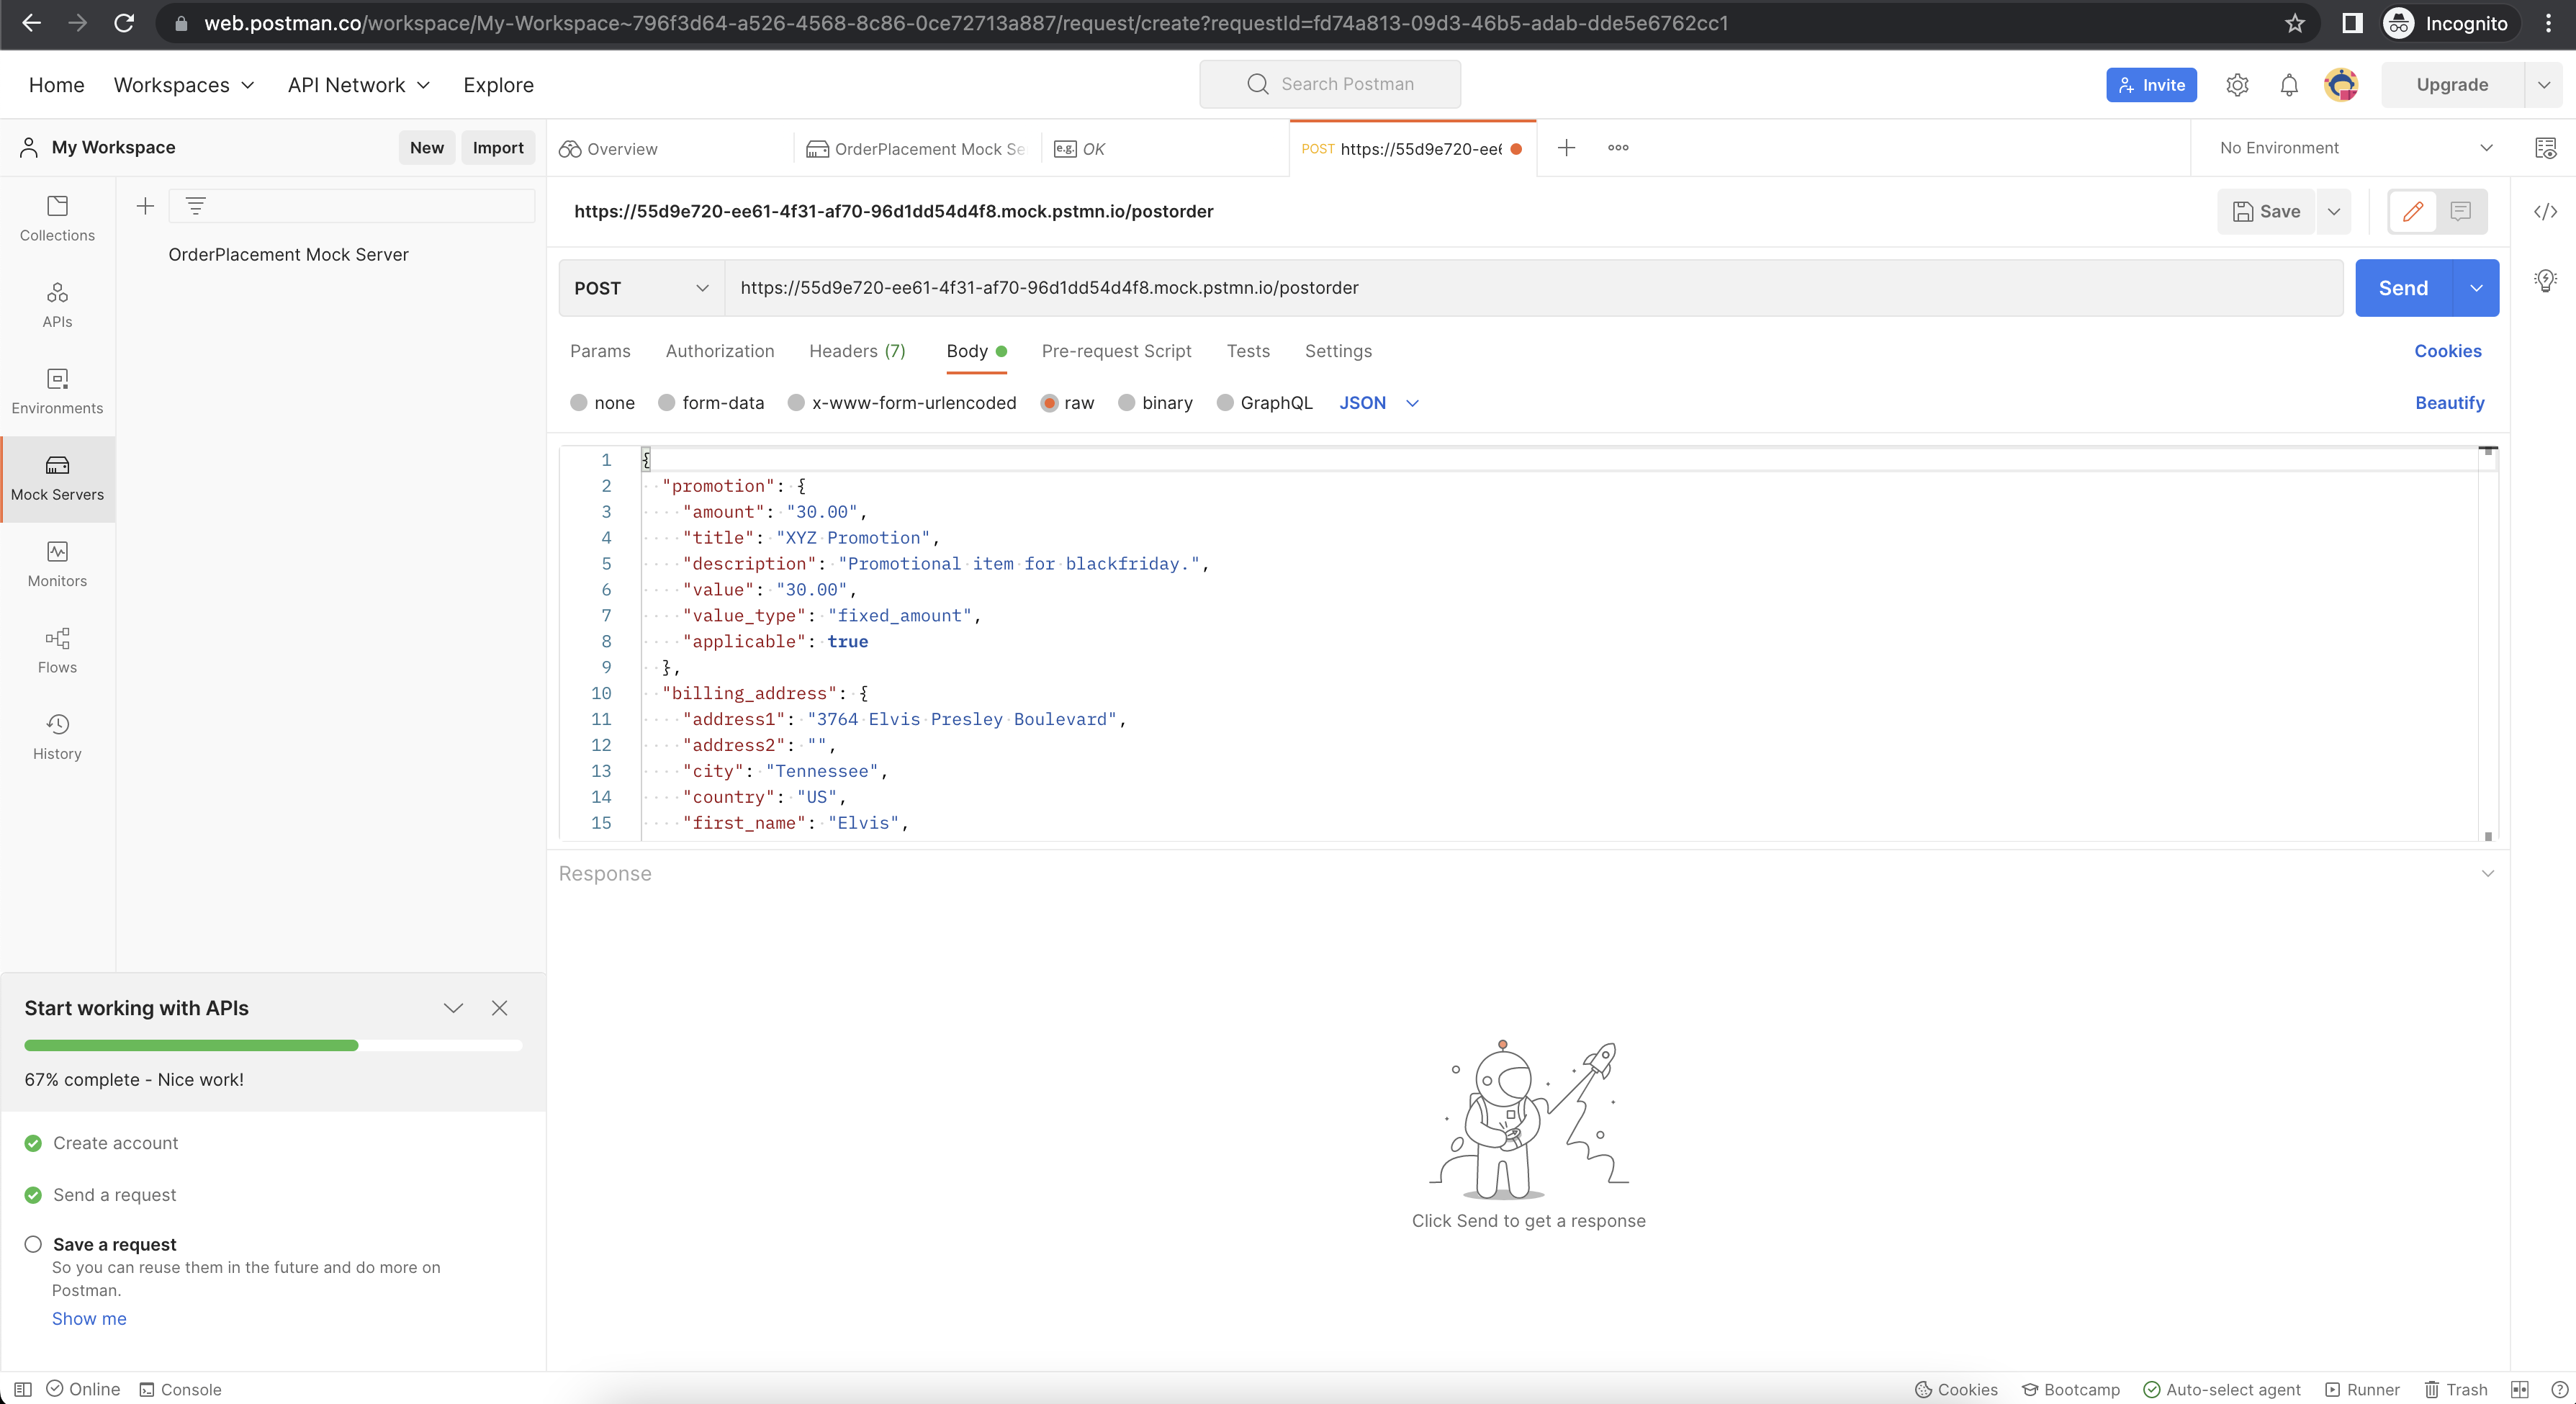 web.postman.co/workspace/My-Workspace~796f3d64-a526-4568-8c86-0ce72713a887/request/create?requestId=fd74a813-09d3-46b5-adab-dde5e6762cc1
Incognito
Home
Workspaces
API Network
Explore
Search Postman
Invite
Upgrade
My Workspace
New
Import
Overview
OrderPlacement Mock Se
e.g. OK
POST https://55d9e720-ee6
No Environment
Collections
APIs
Environments
Mock Servers
Monitors
Flows
History
OrderPlacement Mock Server
https://55d9e720-ee61-4f31-af70-96d1dd54d4f8.mock.pstmn.io/postorder
Save
POST
https://55d9e720-ee61-4f31-af70-96d1dd54d4f8.mock.pstmn.io/postorder
Send
Params
Authorization
Headers (7)
Body
Pre-request Script
Tests
Settings
Cookies
none
form-data
x-www-form-urlencoded
raw
binary
GraphQL
JSON
Beautify
1 {
2 "promotion": {
3 "amount": "30.00",
4 "title": "XYZ Promotion",
5 "description": "Promotional item for blackfriday.",
6 "value": "30.00",
7 "value_type": "fixed_amount",
8 "applicable": true
9 },
10 "billing_address": {
11 "address1": "3764 Elvis Presley Boulevard",
12 "address2": "",
13 "city": "Tennessee",
14 "country": "US",
15 "first_name": "Elvis",
Response
Click Send to get a response
Start working with APIs
67% complete - Nice work!
Create account
Send a request
Save a request
So you can reuse them in the future and do more on
Postman.
Show me
Online
Console
Cookies
Bootcamp
Auto-select agent
Runner
Trash